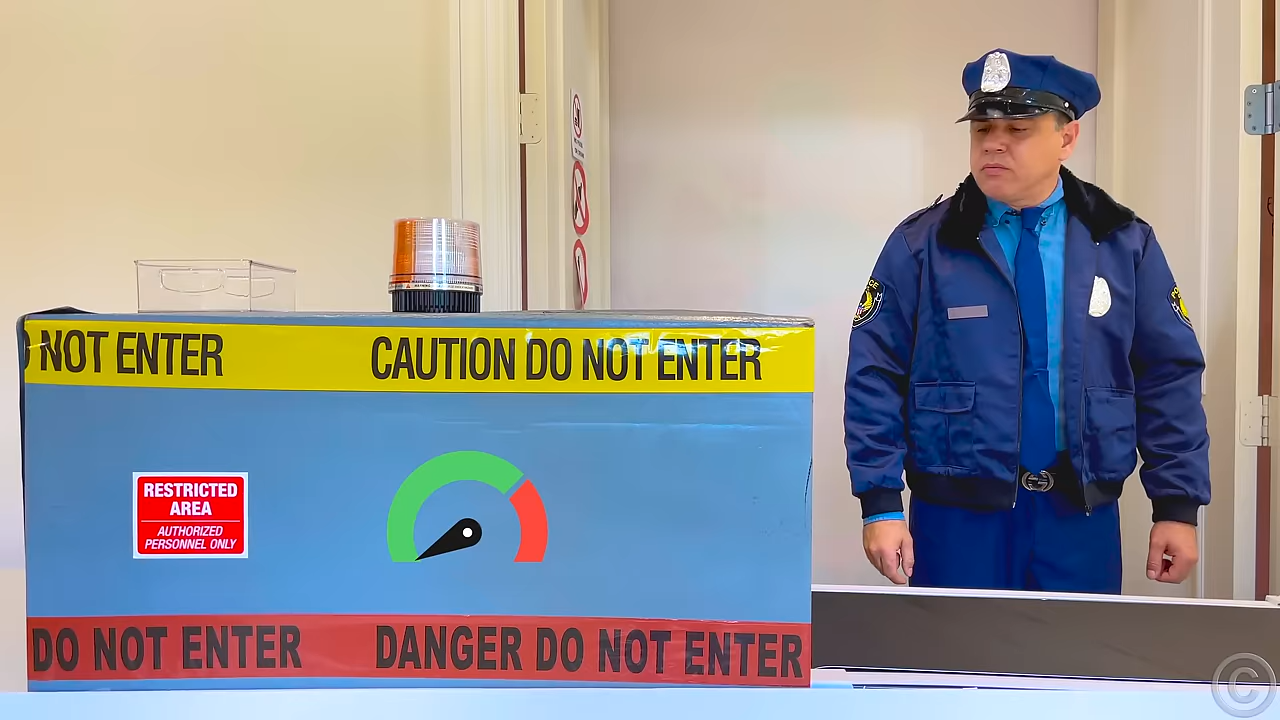 NOT ENTER
CAUTION DO NOT ENTER
RESTRICTED
AREA
AUTHORIZED
PERSONNEL ONLY
DO NOT ENTER
DANGER DO NOT ENTER
©